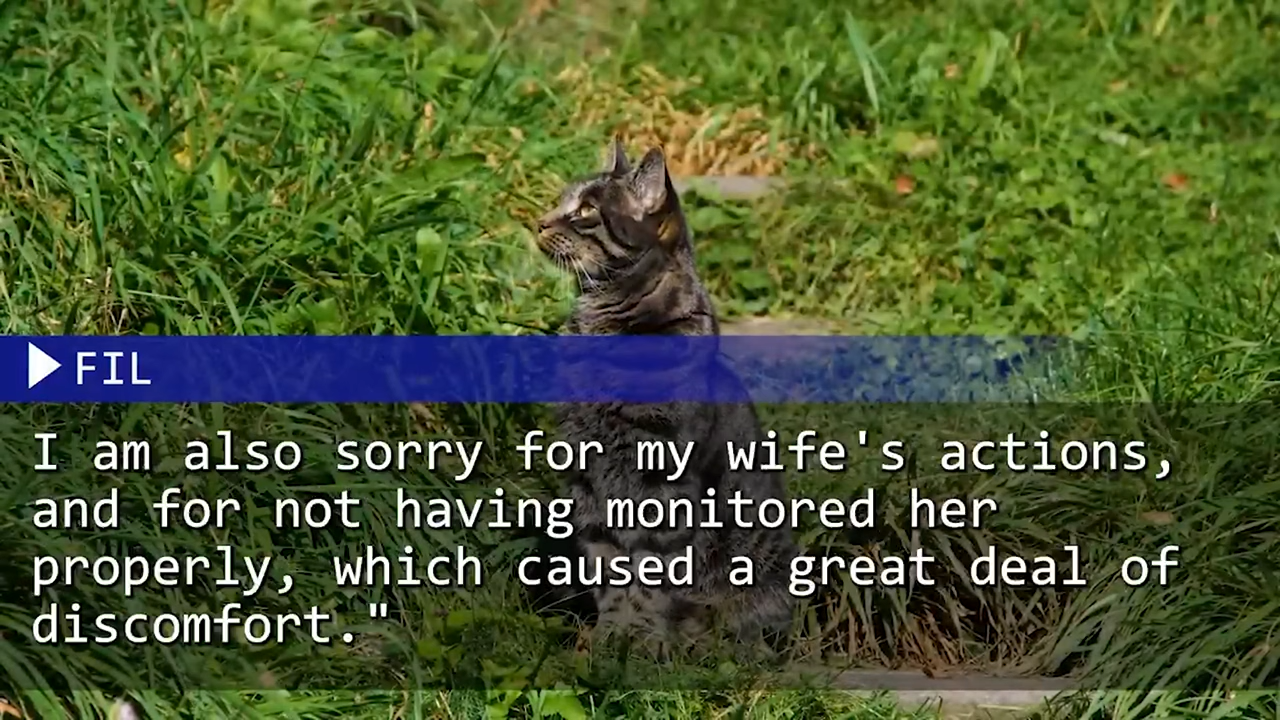 FIL
I am also sorry for my wife's actions,
and for not having monitored her
properly, which caused a great deal of
discomfort."